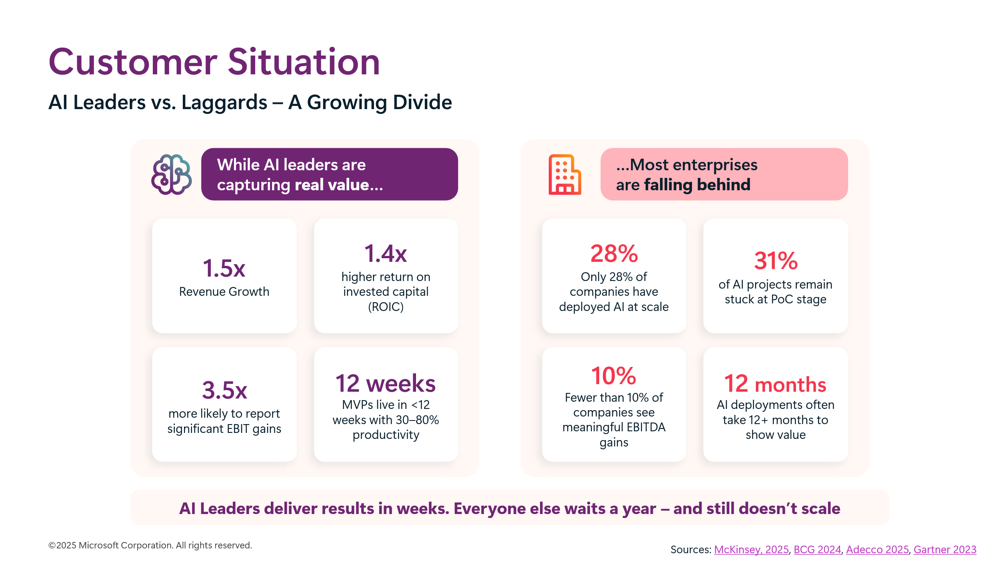 Customer Situation
AI Leaders vs. Laggards – A Growing Divide
While AI leaders are
capturing real value...
1.5x
Revenue Growth
1.4x
higher return on
invested capital
(ROIC)
3.5x
more likely to report
significant EBIT gains
12 weeks
MVPs live in <12
weeks with 30–80%
productivity
...Most enterprises
are falling behind
28%
Only 28% of
companies have
deployed AI at scale
31%
of AI projects remain
stuck at PoC stage
10%
Fewer than 10% of
companies see
meaningful EBITDA
gains
12 months
AI deployments often
take 12+ months to
show value
AI Leaders deliver results in weeks. Everyone else waits a year – and still doesn’t scale
©2025 Microsoft Corporation. All rights reserved.
Sources: McKinsey, 2025, BCG 2024, Adecco 2025, Gartner 2023